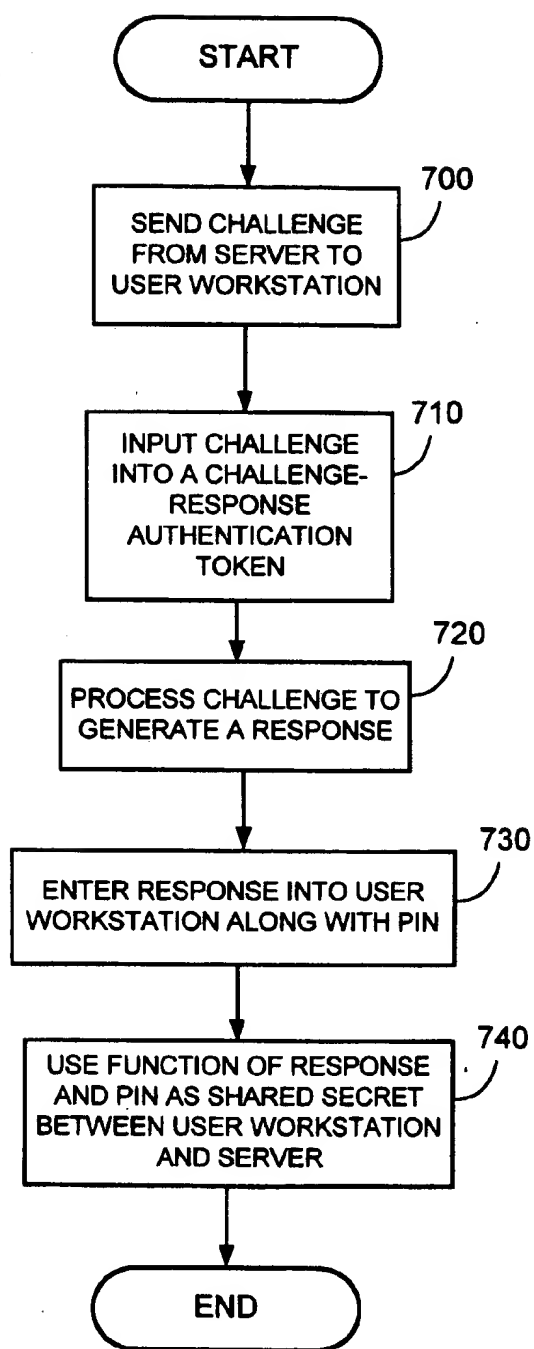 START
700
SEND CHALLENGE
FROM SERVER TO
USER WORKSTATION
710
INPUT CHALLENGE
INTO A CHALLENGE-
RESPONSE
AUTHENTICATION
TOKEN
720
PROCESS CHALLENGE TO
GENERATE A RESPONSE
730
ENTER RESPONSE INTO USER
WORKSTATION ALONG WITH PIN
740
USE FUNCTION OF RESPONSE
AND PIN AS SHARED SECRET
BETWEEN USER WORKSTATION
AND SERVER
END